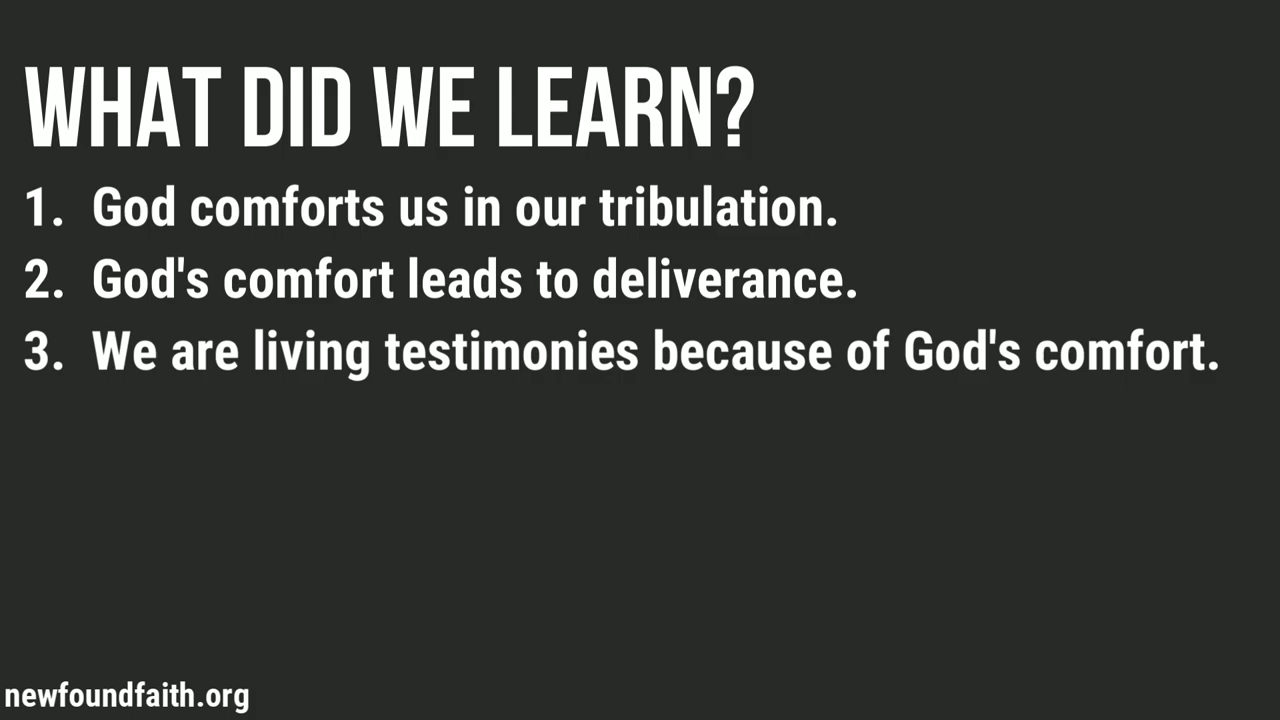 WHAT DID WE LEARN?
1. God comforts us in our tribulation.
2. God's comfort leads to deliverance.
3. We are living testimonies because of God's comfort.
newfoundfaith.org